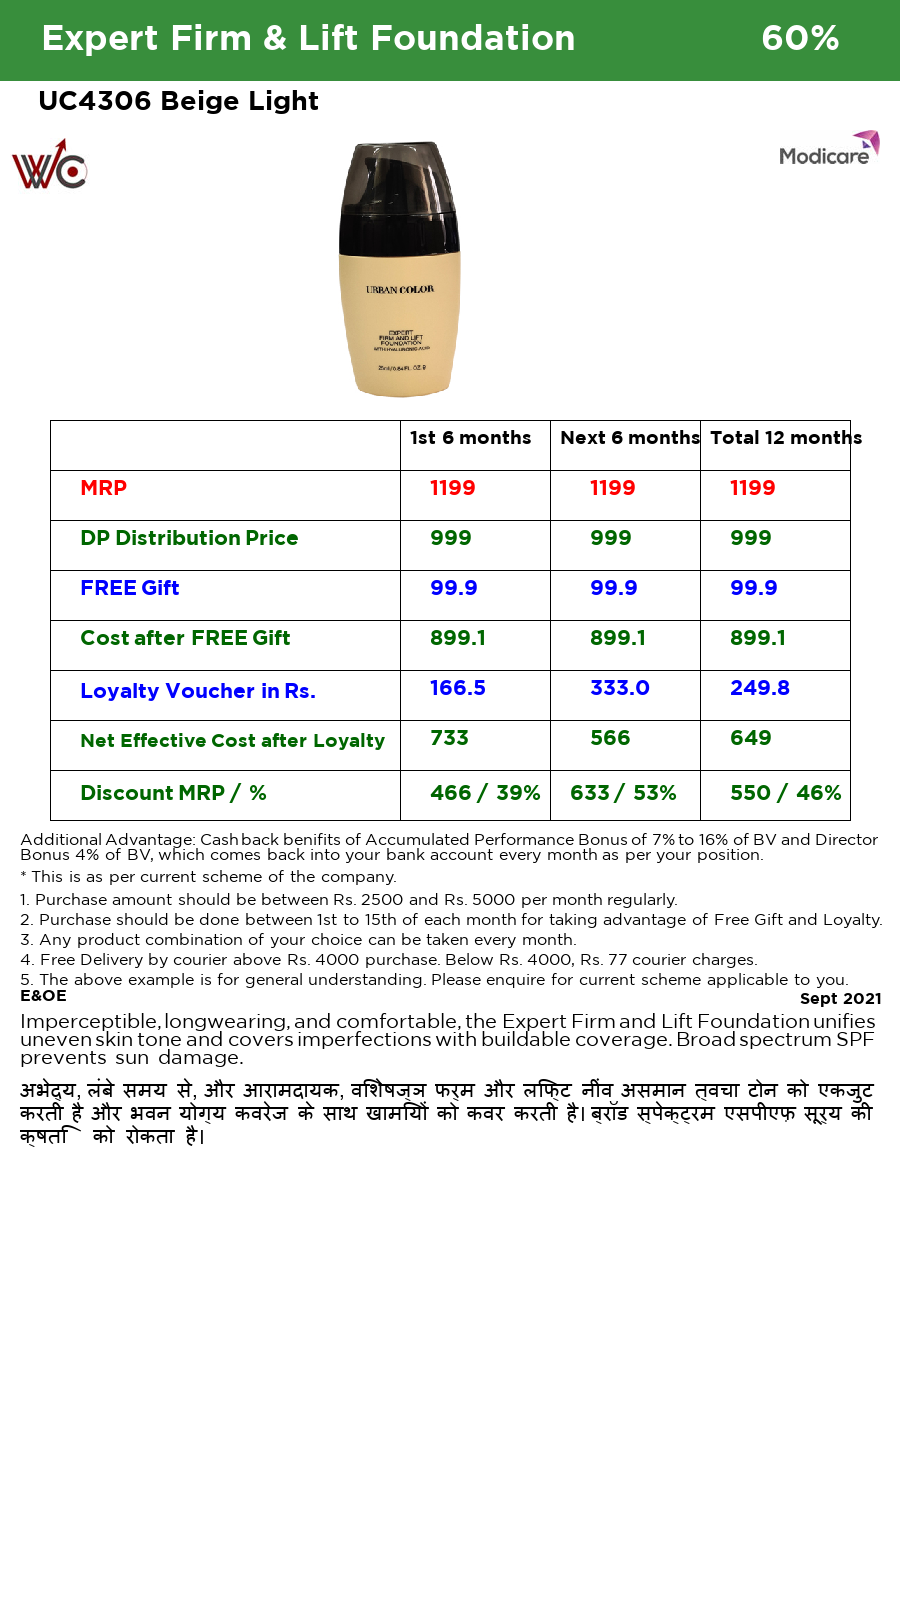 Expert Firm & Lift Foundation 60%
UC4306 Beige Light
WC
Modicare
URBAN COLOR
EXPERT
FIRM AND LIFT
FOUNDATION
WITH HYALURONIC ACID
25ml/0.84FL. OZ. ℮
1st 6 months Next 6 months Total 12 months
MRP 1199 1199 1199
DP Distribution Price 999 999 999
FREE Gift 99.9 99.9 99.9
Cost after FREE Gift 899.1 899.1 899.1
Loyalty Voucher in Rs. 166.5 333.0 249.8
Net Effective Cost after Loyalty 733 566 649
Discount MRP / % 466 / 39% 633 / 53% 550 / 46%
Additional Advantage: Cash back benifits of Accumulated Performance Bonus of 7% to 16% of BV and Director
Bonus 4% of BV, which comes back into your bank account every month as per your position.
* This is as per current scheme of the company.
1. Purchase amount should be between Rs. 2500 and Rs. 5000 per month regularly.
2. Purchase should be done between 1st to 15th of each month for taking advantage of Free Gift and Loyalty.
3. Any product combination of your choice can be taken every month.
4. Free Delivery by courier above Rs. 4000 purchase. Below Rs. 4000, Rs. 77 courier charges.
5. The above example is for general understanding. Please enquire for current scheme applicable to you.
E&OE
Sept 2021
Imperceptible, longwearing, and comfortable, the Expert Firm and Lift Foundation unifies
uneven skin tone and covers imperfections with buildable coverage. Broad spectrum SPF
prevents sun damage.
अभेद्य, लंबे समय से, और आरामदायक, विशेषज्ञ फर्म और लिफ्ट नींव असमान त्वचा टोन को एकजुट
करती है और भवन योग्य कवरेज के साथ खामियों को कवर करती है। ब्रॉड स्पेक्ट्रम एसपीएफ़ सूर्य की
क्षति को रोकता है।